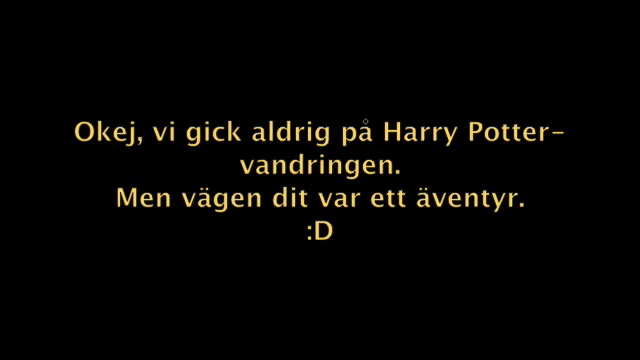 Okej, vi gick aldrig på Harry Potter-
vandringen.
Men vägen dit var ett äventyr.
:D